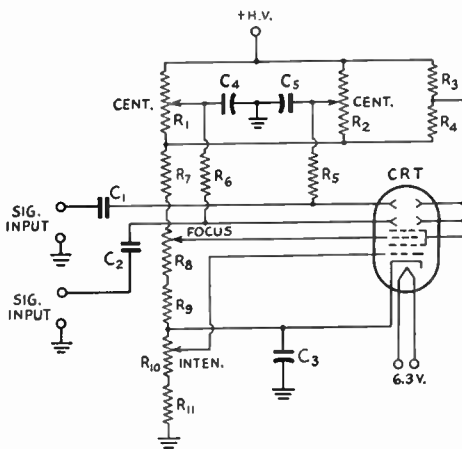 +H.V.
C4
C5
R3
CENT.
R1
CENT.
R2
R4
R7
R6
R5
CRT
C1
SIG.
INPUT
FOCUS
C2
R8
SIG.
INPUT
R9
R10
INTEN.
C3
6.3V.
R11